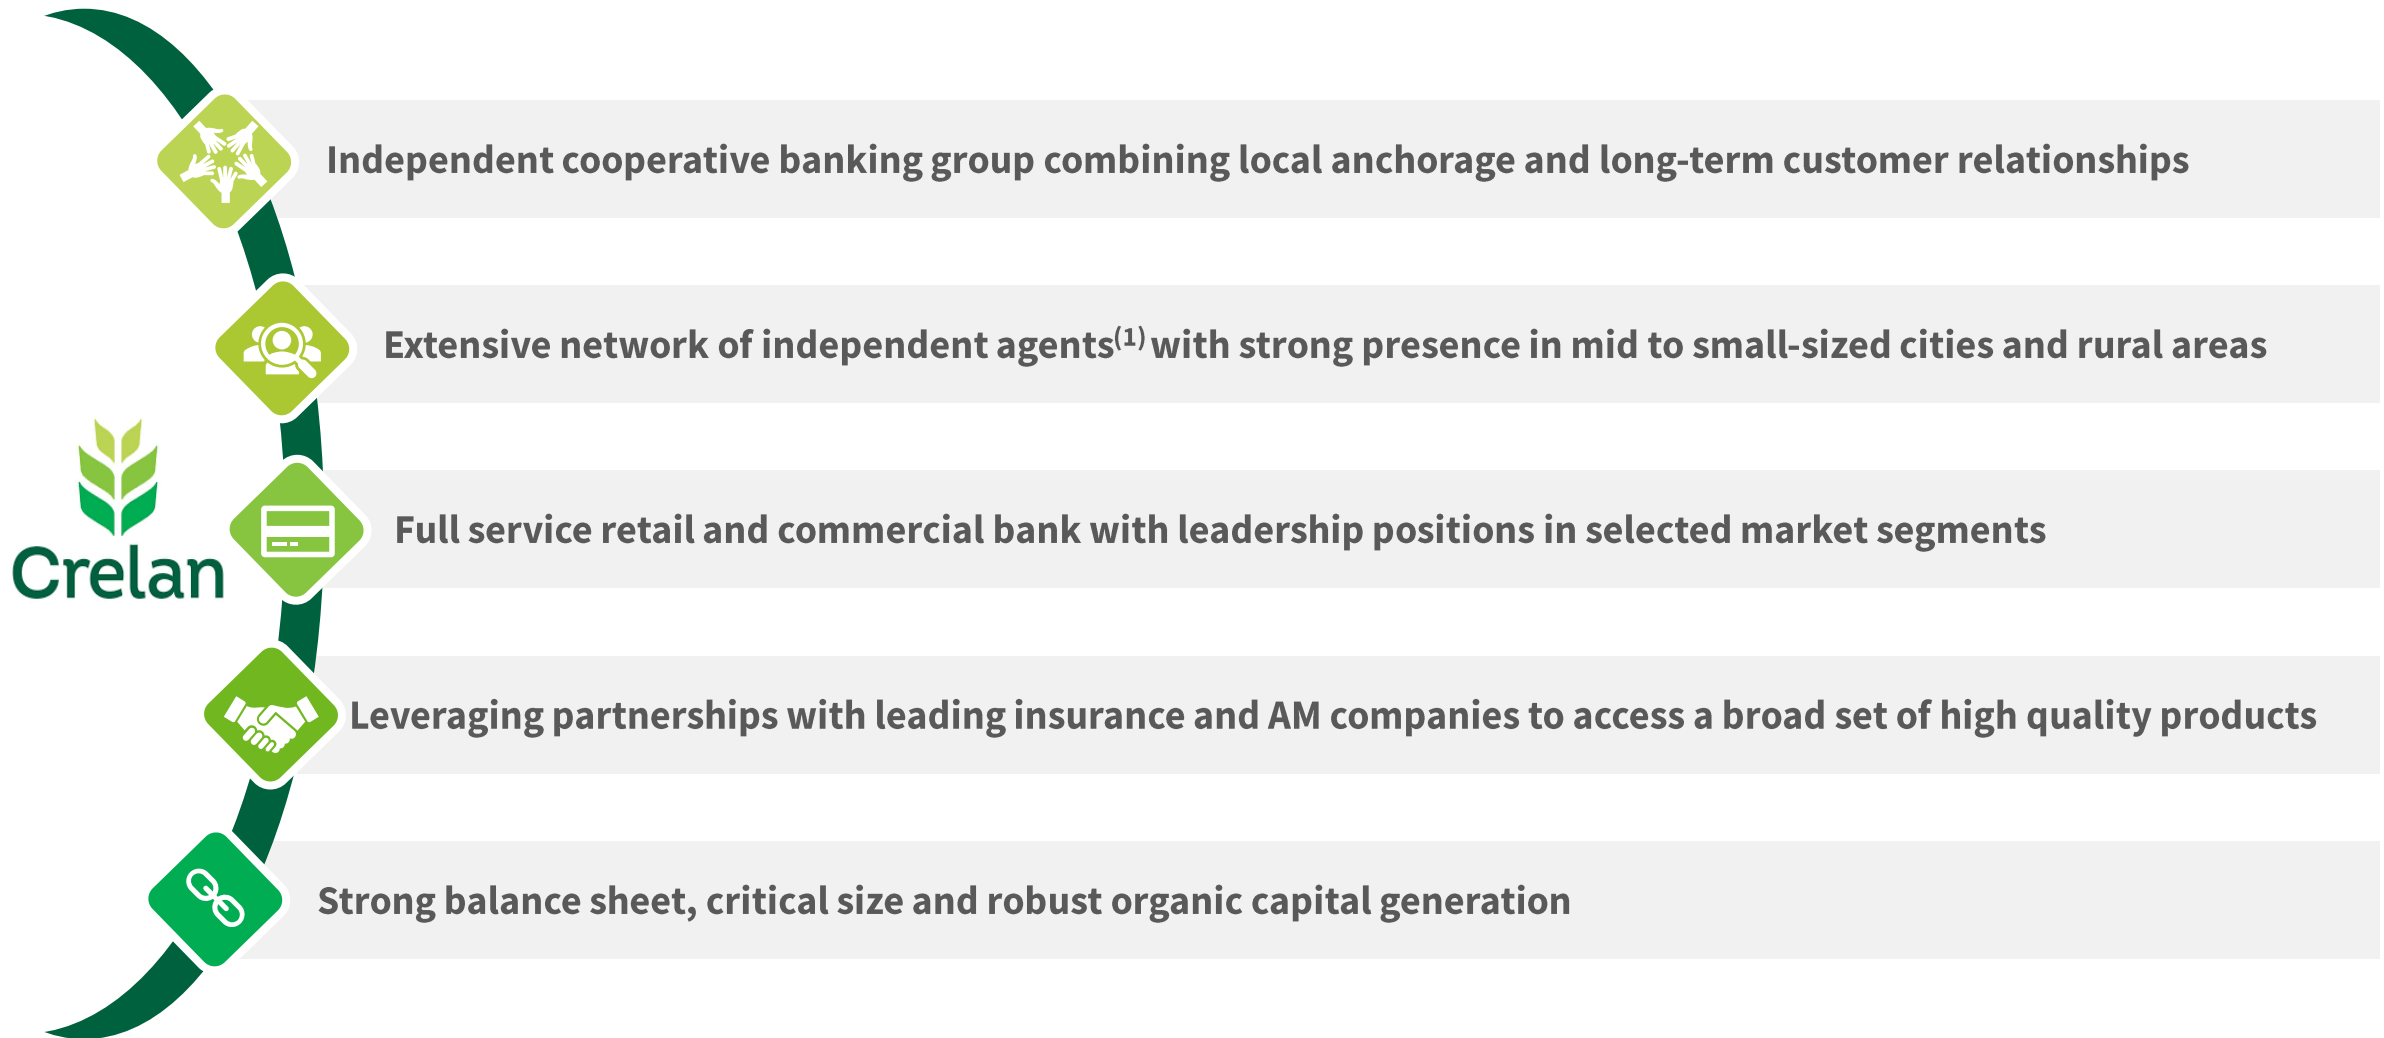 Independent cooperative banking group combining local anchorage and long-term customer relationships
Extensive network of independent agents(1) with strong presence in mid to small-sized cities and rural areas
Crelan
Full service retail and commercial bank with leadership positions in selected market segments
Leveraging partnerships with leading insurance and AM companies to access a broad set of high quality products
Strong balance sheet, critical size and robust organic capital generation